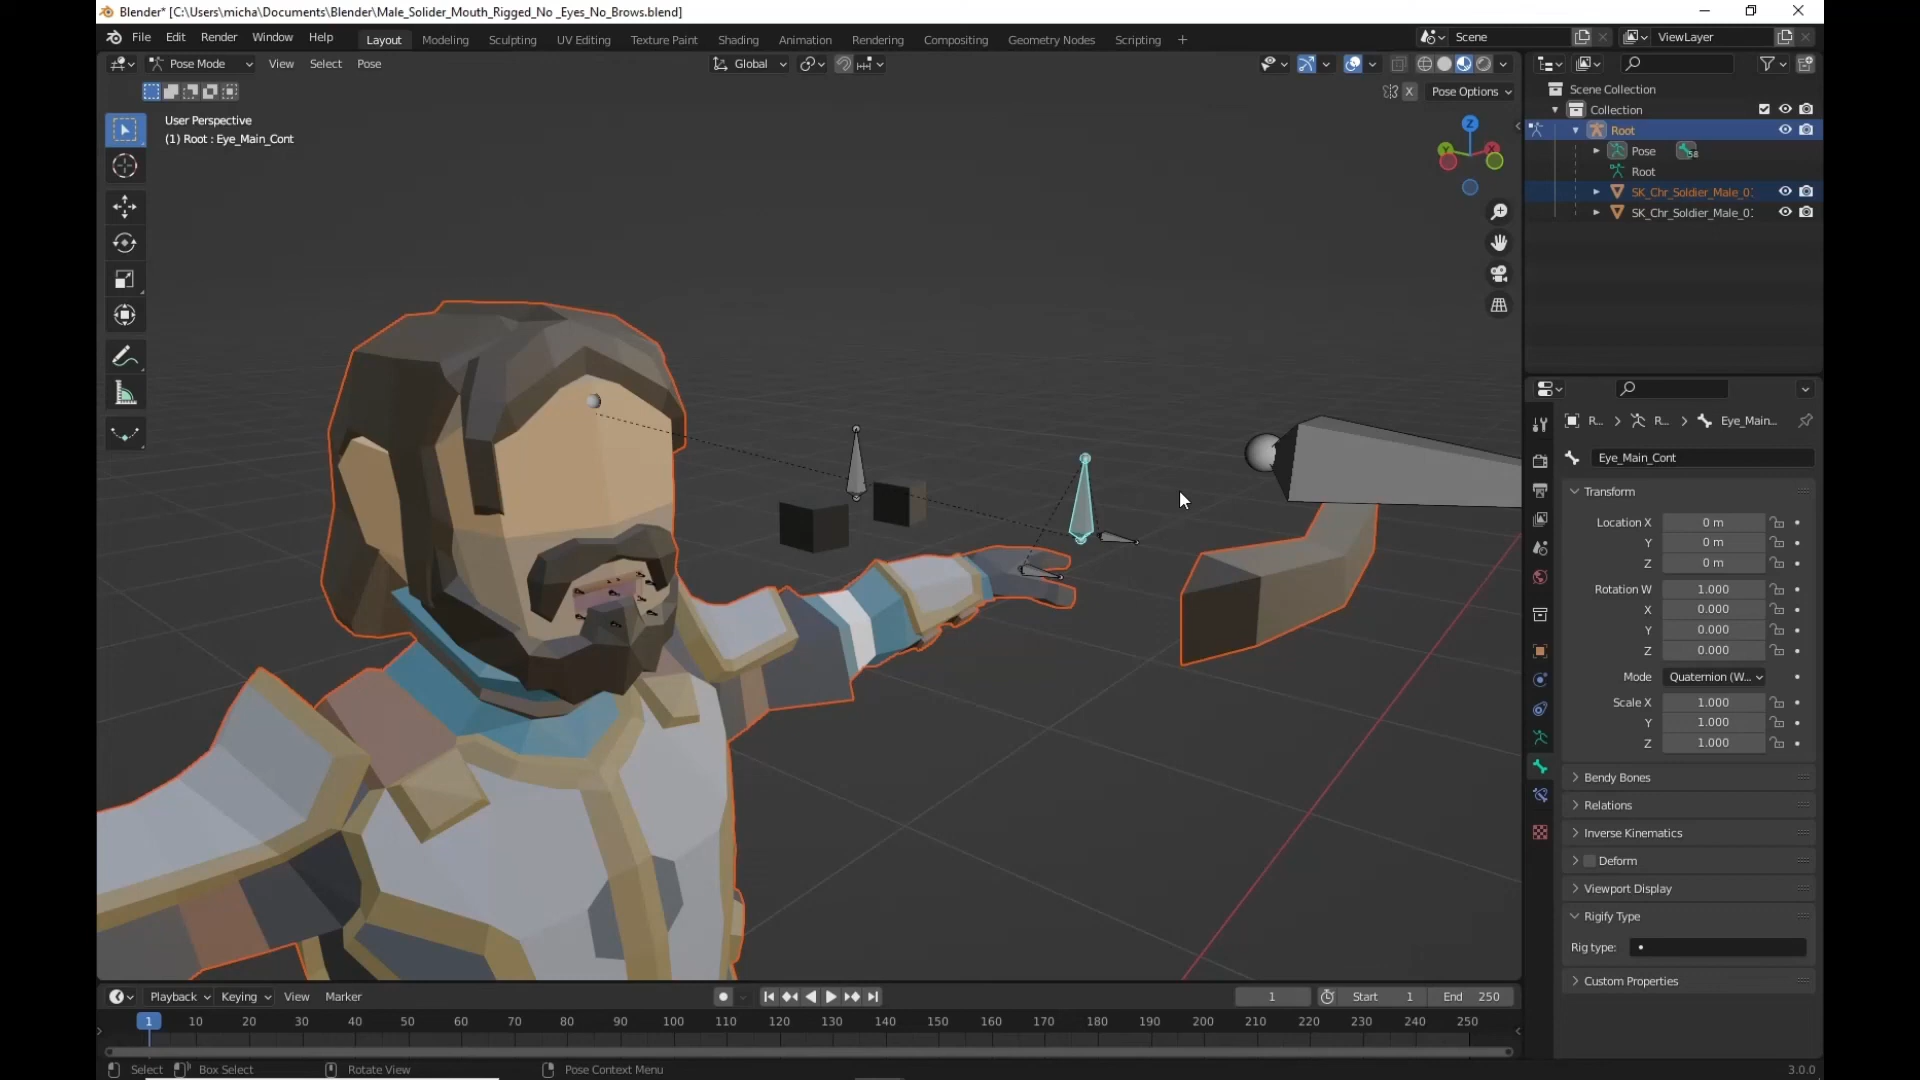 Blender* [C:\Users\micha\Documents\Blender\Male_Solider_Mouth_Rigged_No _Eyes_No_Brows.blend]
File Edit Render Window Help Layout Modeling Sculpting UV Editing Texture Paint Shading Animation Rendering Compositing Geometry Nodes Scripting + Scene ViewLayer
Pose Mode View Select Pose Global
X Pose Options
User Perspective
(1) Root : Eye_Main_Cont
Z
Y
X
Scene Collection
Collection
Root
Pose 58
Root
SK_Chr_Soldier_Male_0
SK_Chr_Soldier_Male_0
R... > R... > Eye_Main...
Eye_Main_Cont
Transform
Location X 0 m
Y 0 m
Z 0 m
Rotation W 1.000
X 0.000
Y 0.000
Z 0.000
Mode Quaternion (W...
Scale X 1.000
Y 1.000
Z 1.000
Bendy Bones
Relations
Inverse Kinematics
Deform
Viewport Display
Rigify Type
Rig type:
Custom Properties
Playback Keying View Marker 1 Start 1 End 250
1 10 20 30 40 50 60 70 80 90 100 110 120 130 140 150 160 170 180 190 200 210 220 230 240 250
Select Box Select Rotate View Pose Context Menu 3.0.0